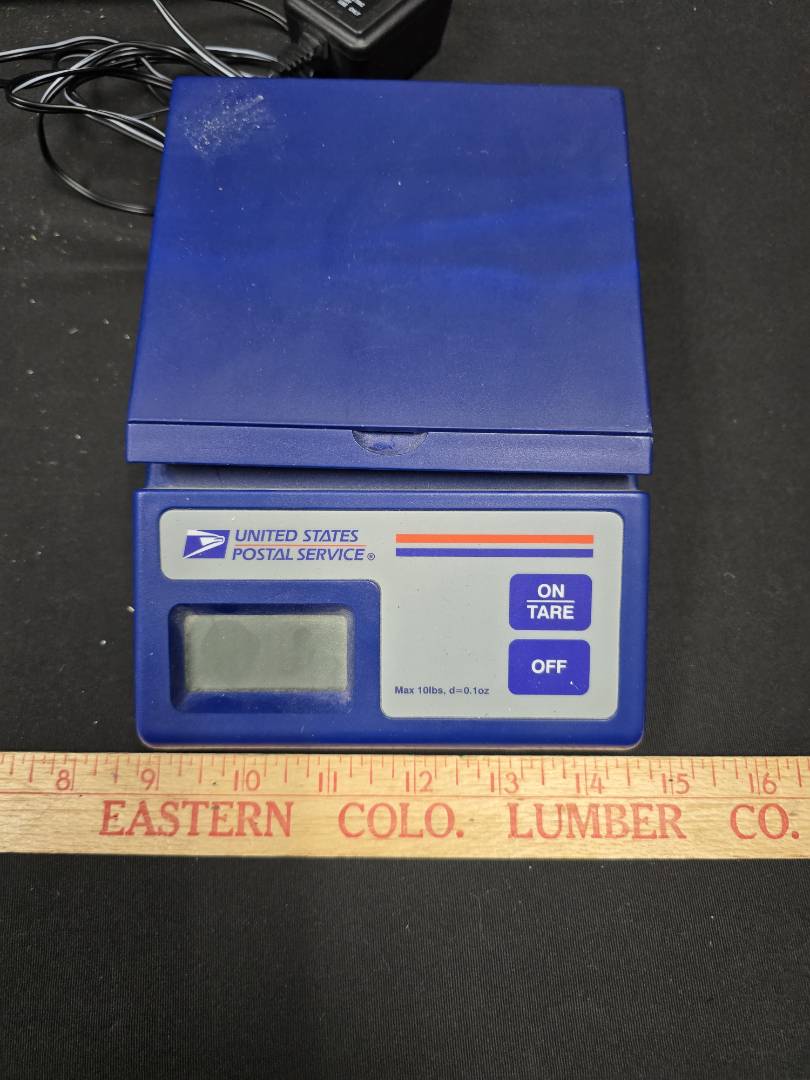 UNITED STATES
POSTAL SERVICE®
ON
TARE
OFF
Max 10lbs, d=0.1oz
8 9 10 11 12 13 14 15 16
EASTERN COLO. LUMBER CO.